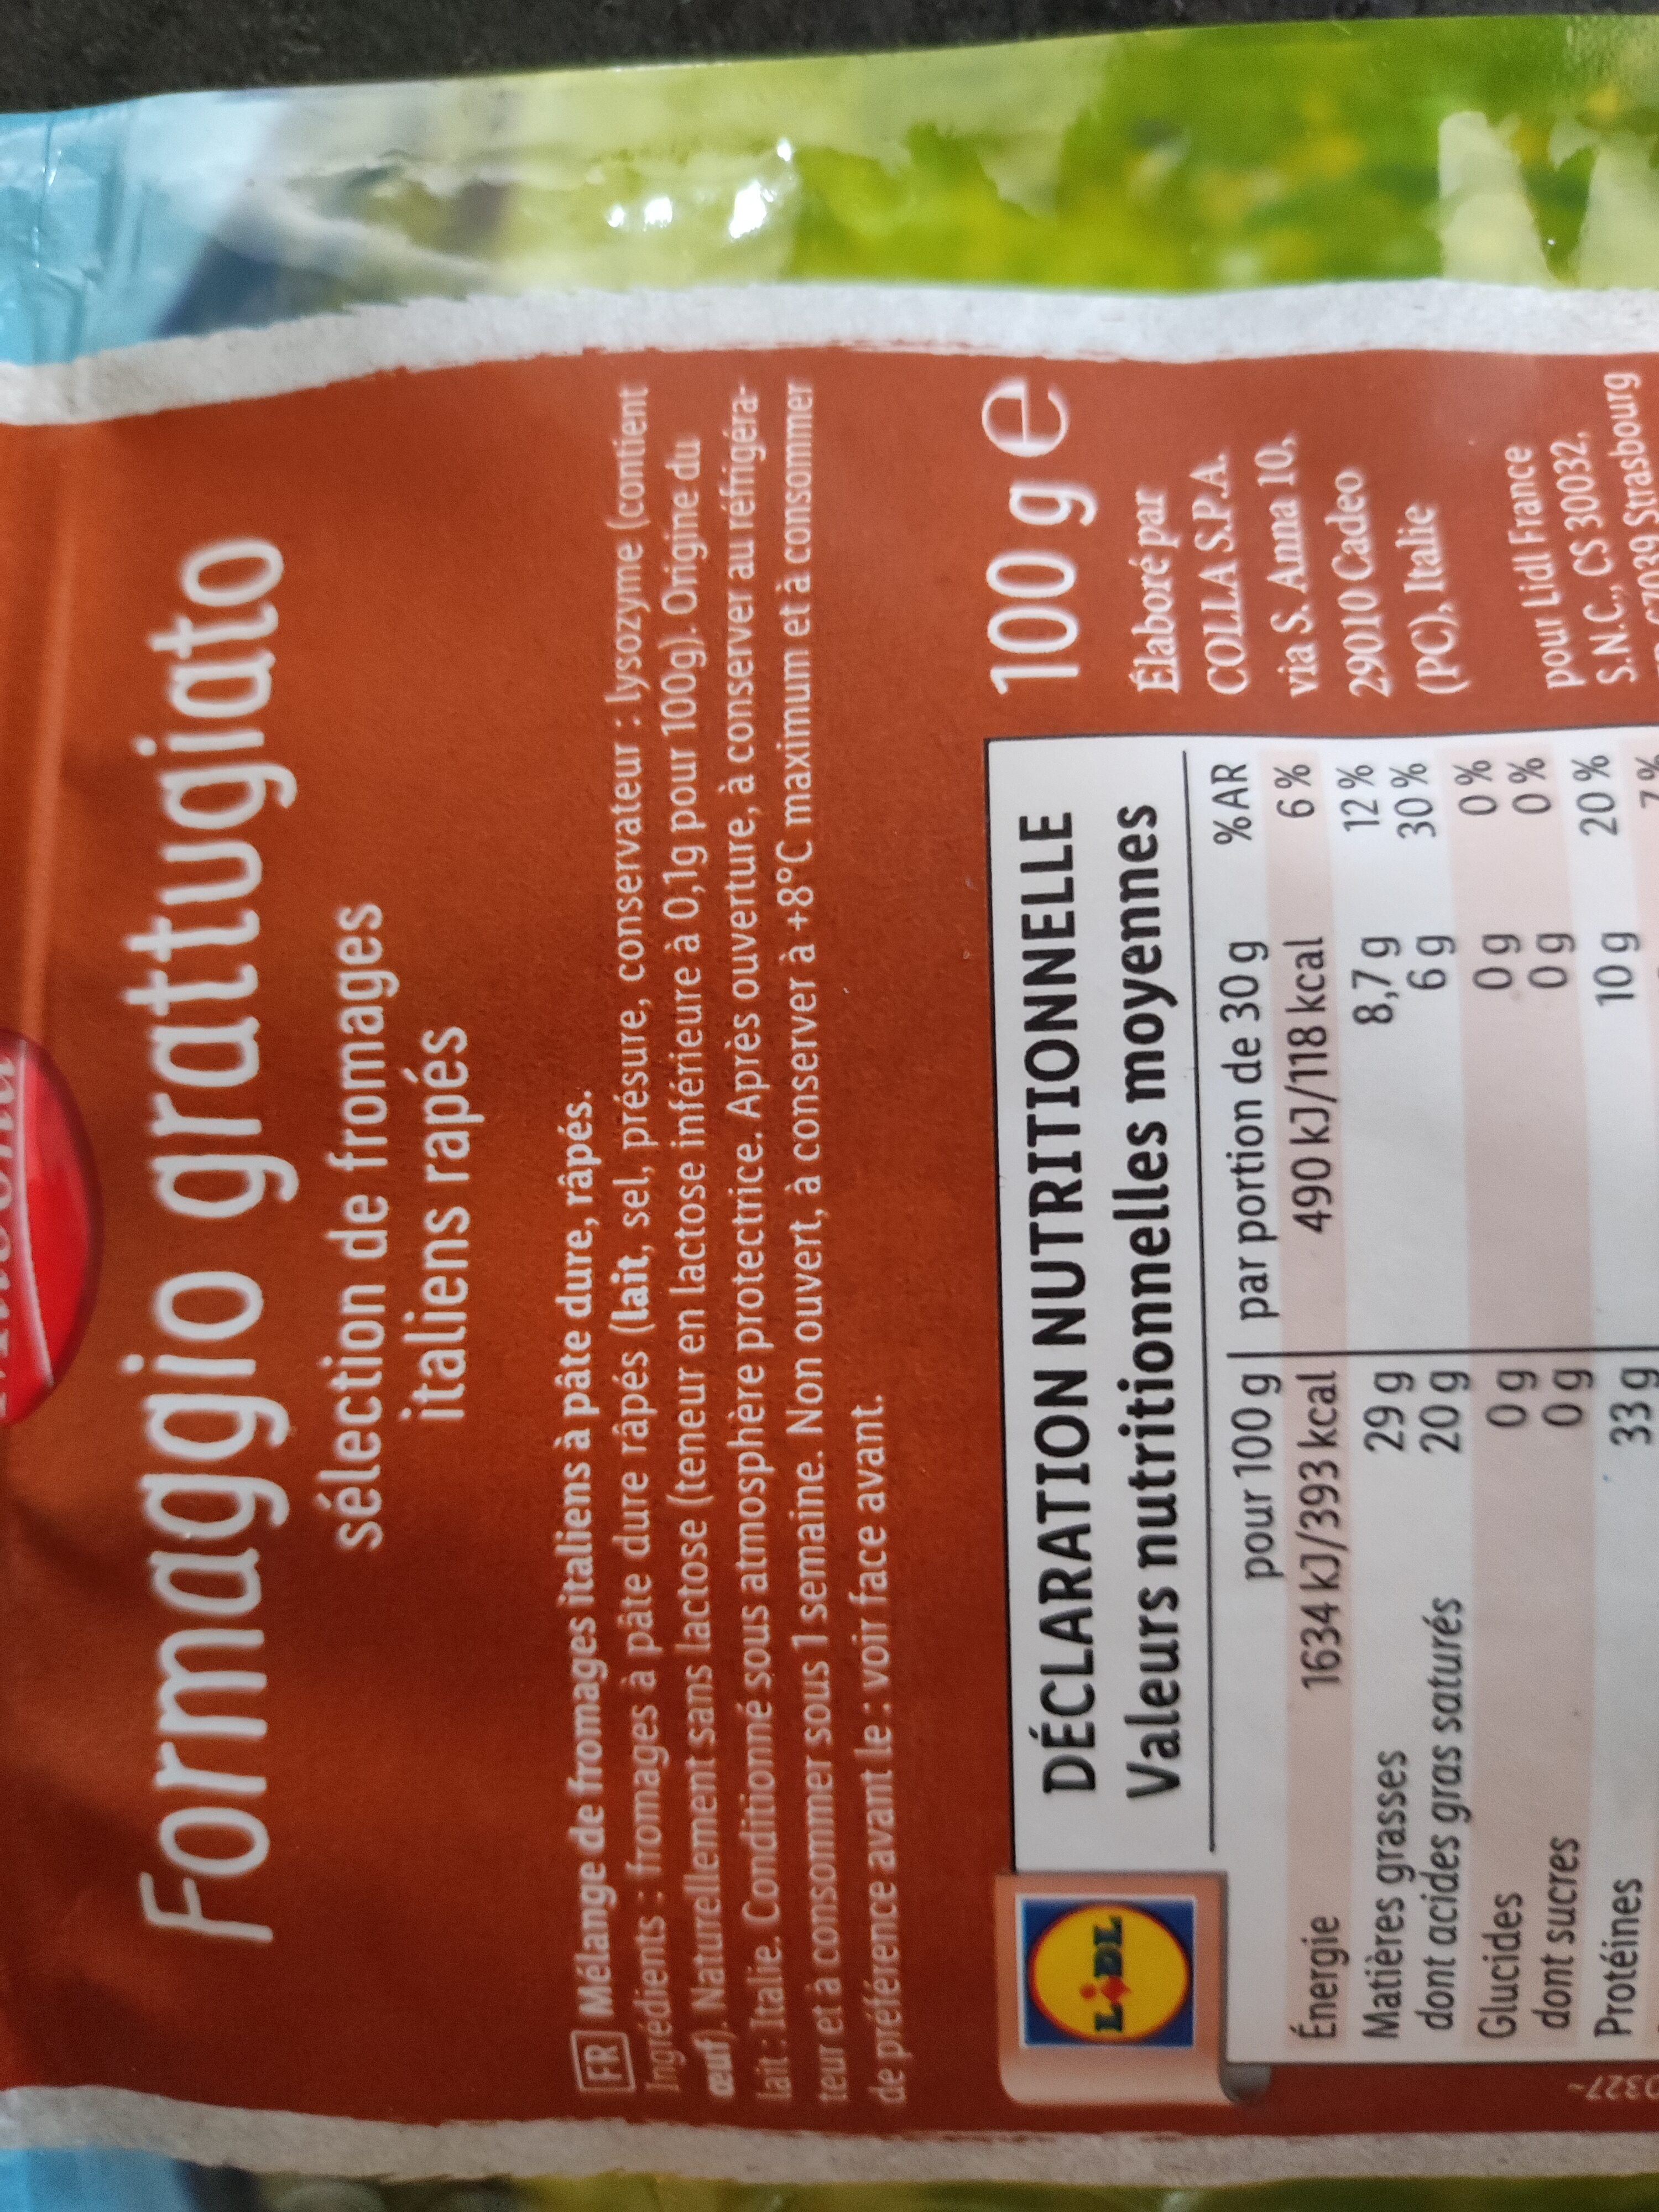 Formaggio grattugiato
sélection de fromages
italiens rapés
FR Mélange de fromages italiens à pâte dure, râpés.
Ingrédients : fromages à pâte dure râpés (lait, sel, présure, conservateur : lysozyme (contient
œuf). Naturellement sans lactose (teneur en lactose inférieure à 0,1g pour 100g). Origine du
lait : Italie. Conditionné sous atmosphère protectrice. Après ouverture, à conserver au réfrigéra-
teur et à consommer sous 1 semaine. Non ouvert, à conserver à +8°C maximum et à consommer
de préférence avant le : voir face avant.
LIDL
DÉCLARATION NUTRITIONNELLE
Valeurs nutritionnelles moyennes
pour 100 g par portion de 30 g %AR
Énergie 1634 kJ/393 kcal 490 kJ/118 kcal 6 %
Matières grasses 29 g 8,7 g 12 %
dont acides gras saturés 20 g 6 g 30 %
Glucides 0 g 0 g 0 %
dont sucres 0 g 0 g 0 %
Protéines 33 g 10 g 20 %
7 %
100 g e
Élaboré par
COLLA S.P.A.
via S. Anna 10,
29010 Cadeo
(PC), Italie
pour Lidl France
S.N.C., CS 30032,
67039 Strasbourg